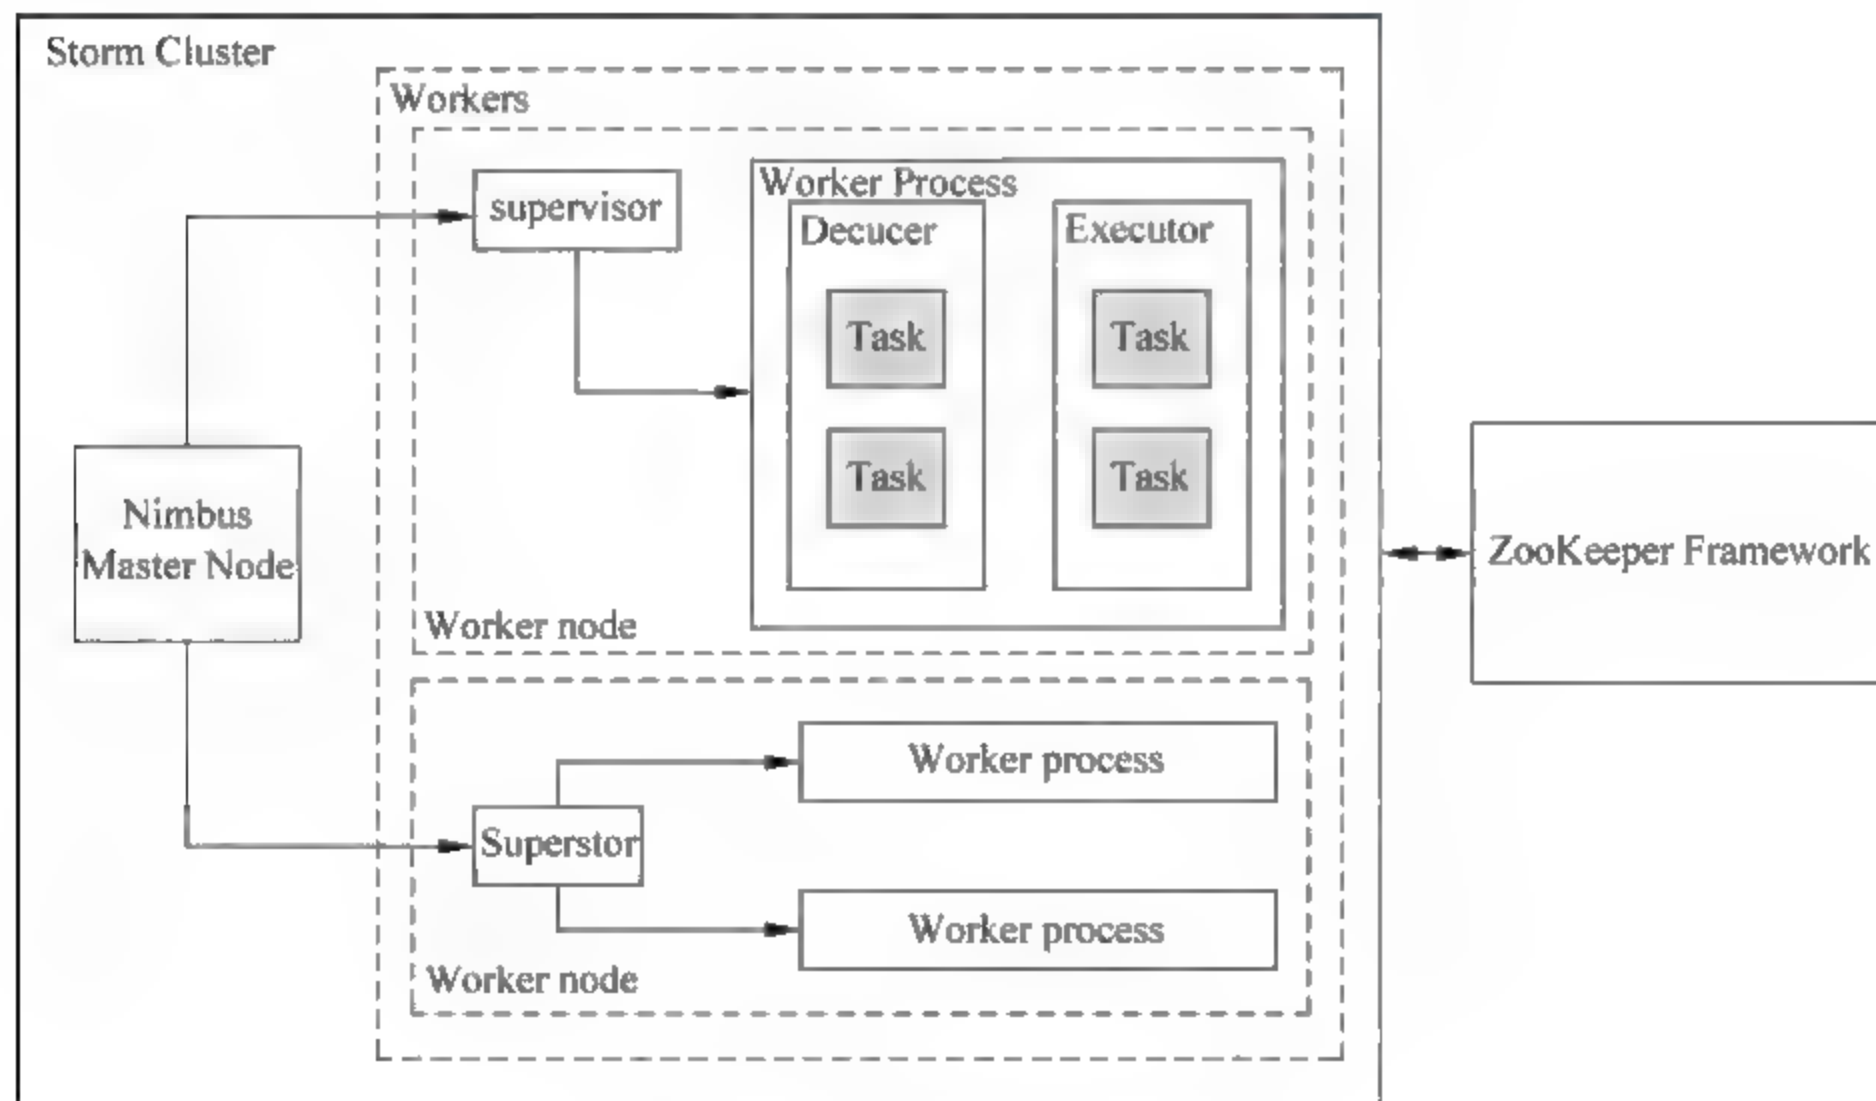 Storm Cluster
Workers
supervisor
Worker Process
Decucer
Executor
Task
Task
Task
Task
Nimbus
Master Node
Worker node
ZooKeeper Framework
Worker process
Superstor
Worker process
Worker node